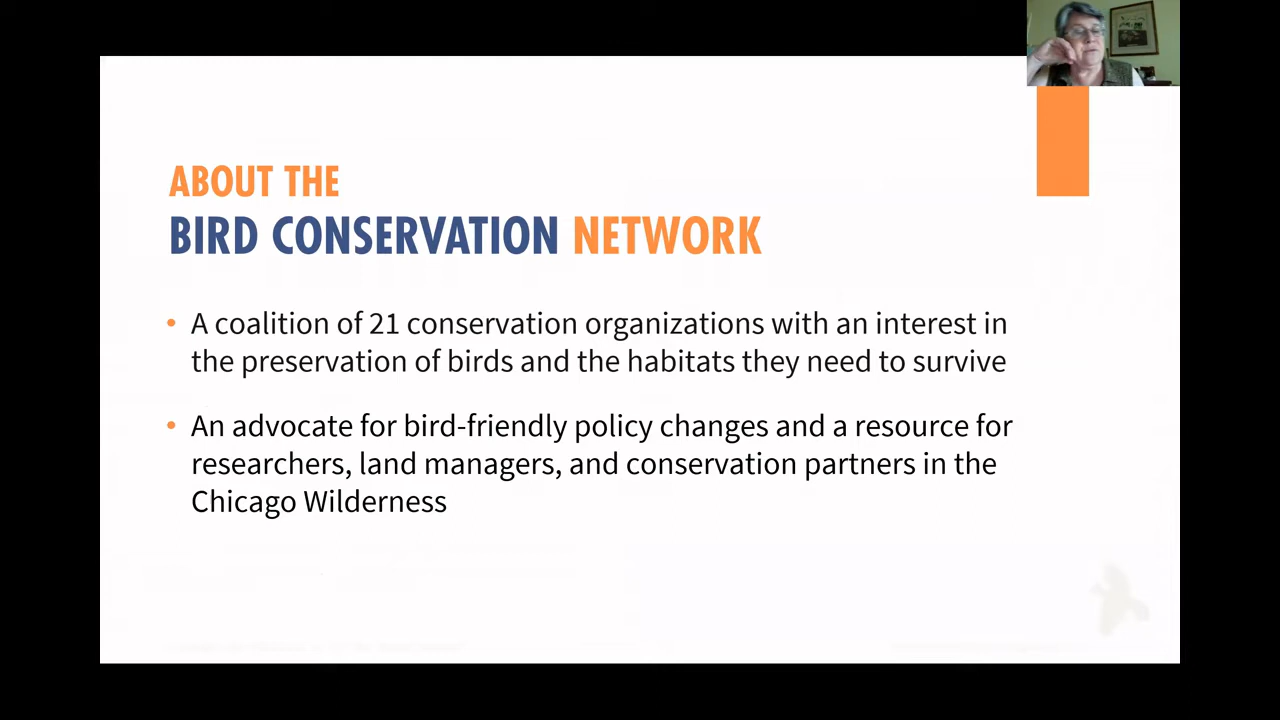 ABOUT THE
BIRD CONSERVATION NETWORK
• A coalition of 21 conservation organizations with an interest in
the preservation of birds and the habitats they need to survive
• An advocate for bird-friendly policy changes and a resource for
researchers, land managers, and conservation partners in the
Chicago Wilderness